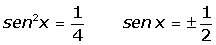 sen²x = 1/4    sen x = ± 1/2